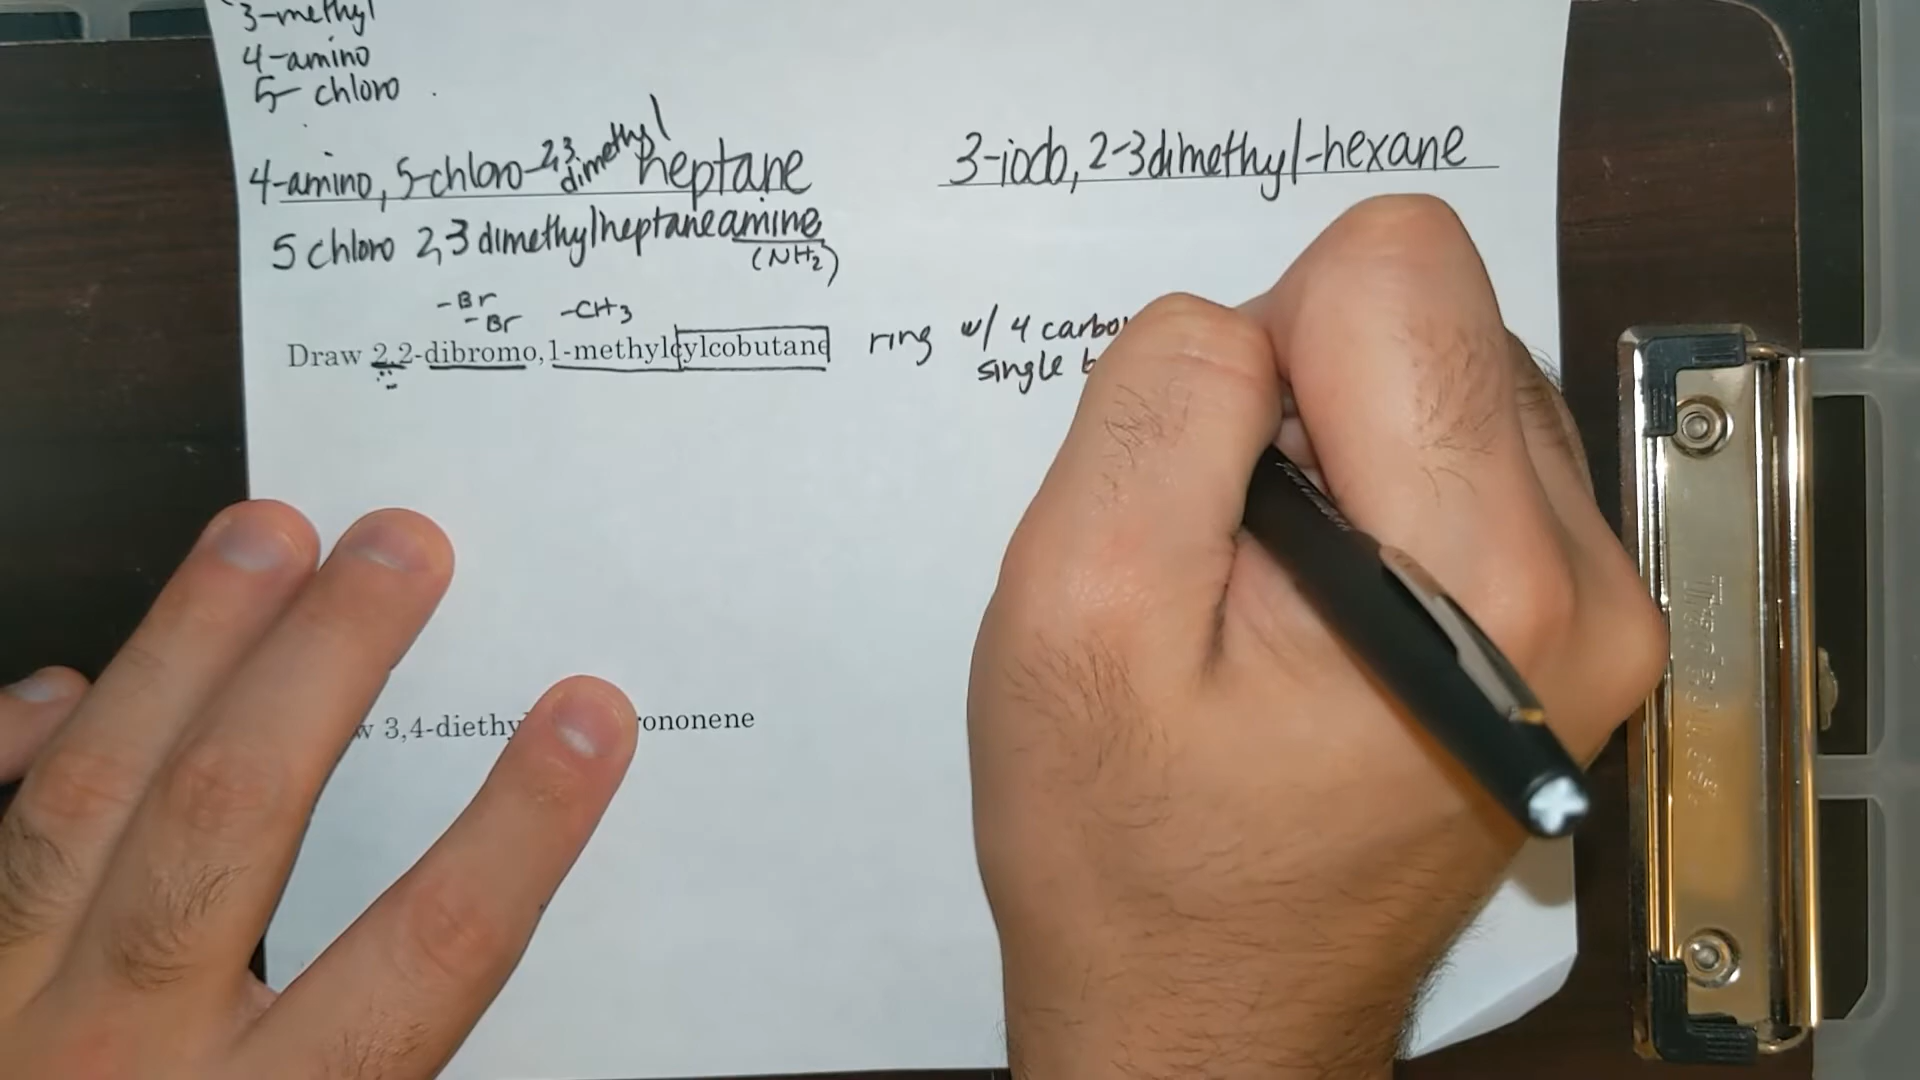 3-methyl
4-amino
5- chloro
4-amino, 5-chloro-2,3 dimethyl heptane
3-iodo, 2-3dimethyl-hexane
5 chloro 2,3 dimethylheptaneamine
(NH2)
-Br
-Br
-CH3
Draw 2,2-dibromo,1-methylcylcobutane
ring w/ 4 carbo
single b
3,4-diethy
ononene